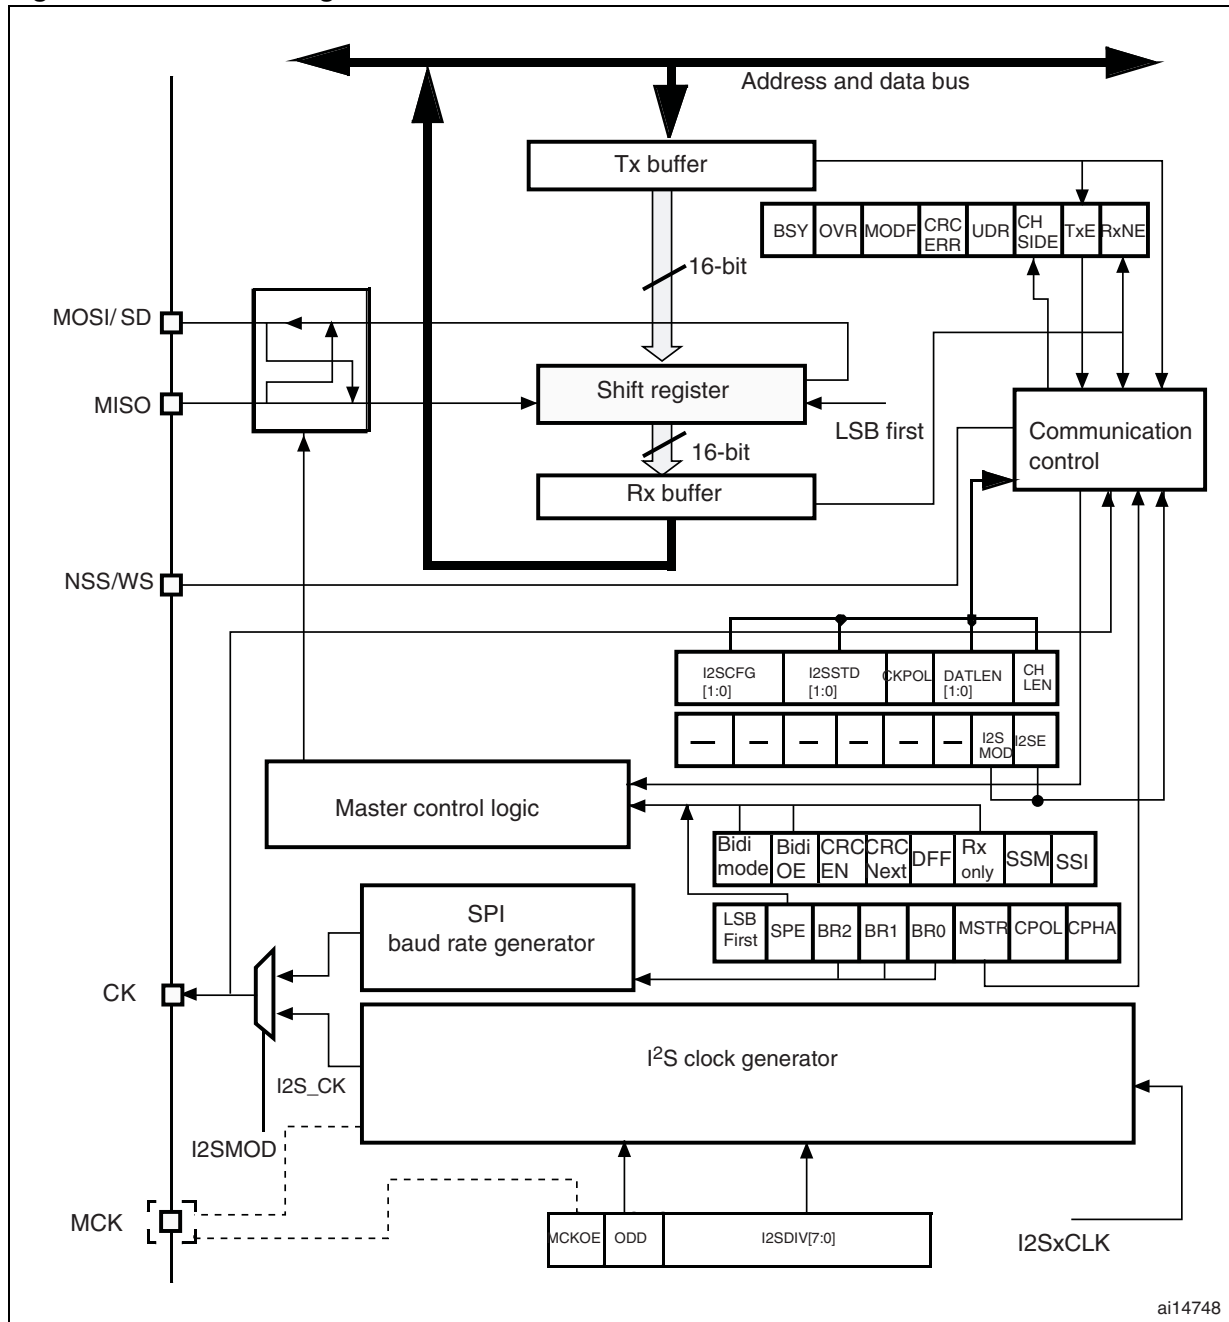 Address and data bus
Tx buffer
BSY OVR MODF CRC ERR UDR CH SIDE TxE RxNE
16-bit
MOSI/ SD
Shift register
MISO
LSB first
Communication control
16-bit
Rx buffer
NSS/WS
I2SCFG [1:0] I2SSTD [1:0] CKPOL DATLEN [1:0] CH LEN
— — — — — — I2S MOD I2SE
Master control logic
Bidi mode Bidi OE CRC EN CRC Next DFF Rx only SSM SSI
LSB First SPE BR2 BR1 BR0 MSTR CPOL CPHA
SPI
baud rate generator
CK
I2S clock generator
I2S_CK
I2SMOD
MCK
MCKOE ODD I2SDIV[7:0]
I2SxCLK
ai14748